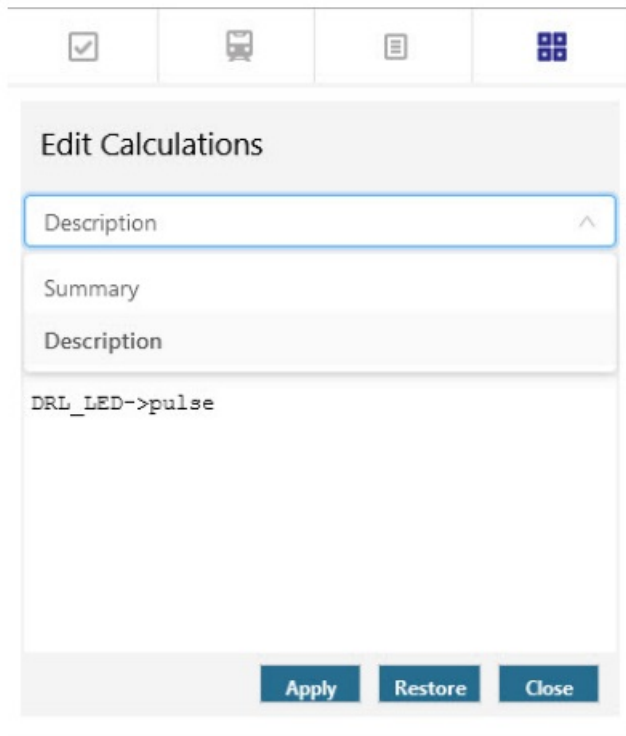 Edit Calculations
Description
Summary
Description
DRL_LED->pulse
Apply Restore Close